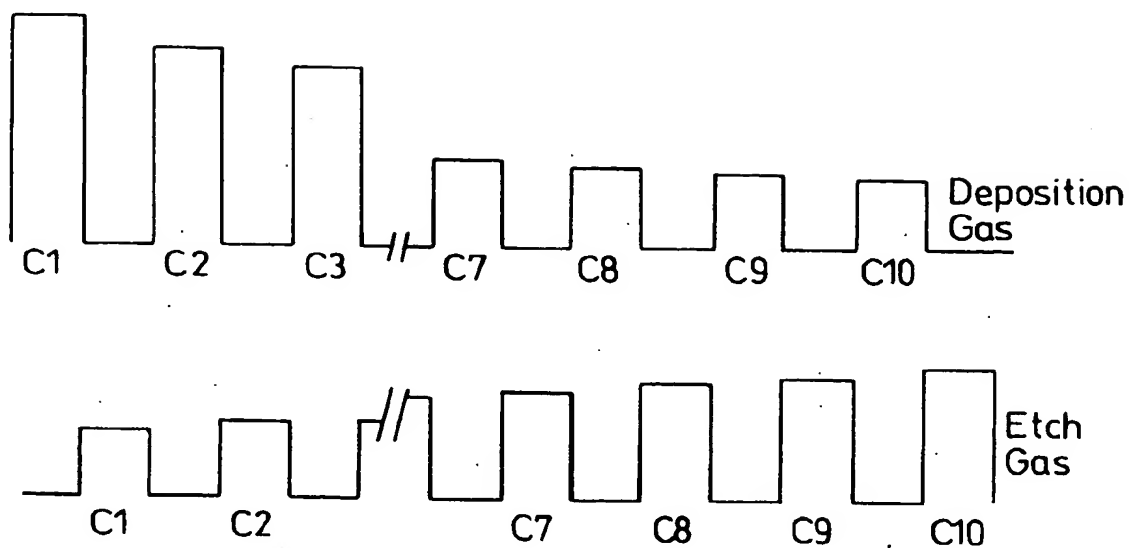 Deposition
Gas
C1 C2 C3 C7 C8 C9 C10
Etch
Gas
C1 C2 C7 C8 C9 C10